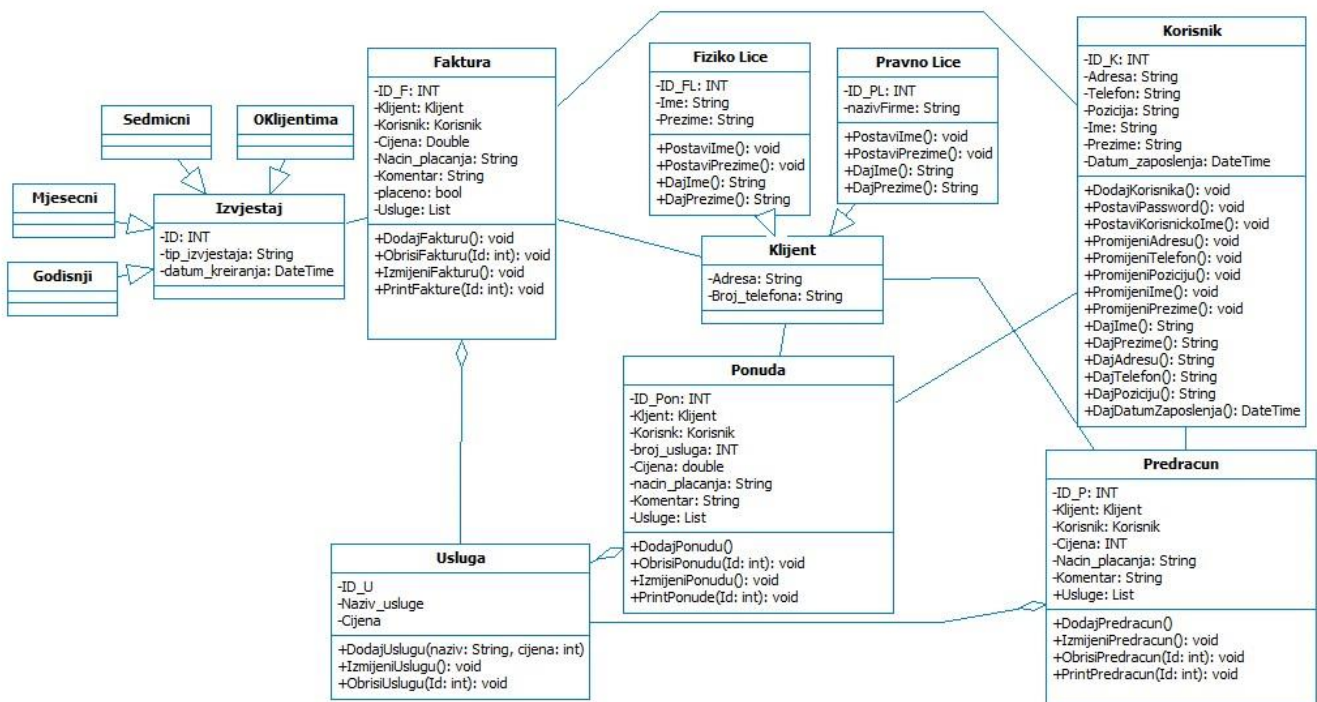 Sedmicni
OKlijentima
Mjesecni
Godisnji
Izvjestaj
-ID: INT
-tip_izvjestaja: String
-datum_kreiranja: DateTime
Faktura
-ID_F: INT
-Klijent: Klijent
-Korisnik: Korisnik
-Cijena: Double
-Nacin_placanja: String
-Komentar: String
-placeno: bool
-Usluge: List
+DodajFakturu(): void
+ObrisiFakturu(Id: int): void
+IzmijeniFakturu(): void
+PrintFakture(Id: int): void
Fiziko Lice
-ID_FL: INT
-Ime: String
-Prezime: String
+PostaviIme(): void
+PostaviPrezime(): void
+DajIme(): String
+DajPrezime(): String
Pravno Lice
-ID_PL: INT
-nazivFirme: String
+PostaviIme(): void
+PostaviPrezime(): void
+DajIme(): String
+DajPrezime(): String
Klijent
-Adresa: String
-Broj_telefona: String
Korisnik
-ID_K: INT
-Adresa: String
-Telefon: String
-Pozicija: String
-Ime: String
-Prezime: String
-Datum_zaposlenja: DateTime
+DodajKorisnika(): void
+PostaviPassword(): void
+PostaviKorisnickoIme(): void
+PromijeniAdresu(): void
+PromijeniTelefon(): void
+PromijeniPoziciju(): void
+PromijeniIme(): void
+PromijeniPrezime(): void
+DajIme(): String
+DajPrezime(): String
+DajAdresu(): String
+DajTelefon(): String
+DajPoziciju(): String
+DajDatumZaposlenja(): DateTime
Ponuda
-ID_Pon: INT
-Kljent: Klijent
-Korisnk: Korisnik
-broj_usluga: INT
-Cijena: double
-nacin_placanja: String
-Komentar: String
-Usluge: List
+DodajPonudu()
+ObrisiPonudu(Id: int): void
+IzmijeniPonudu(): void
+PrintPonude(Id: int): void
Usluga
-ID_U
-Naziv_usluge
-Cijena
+DodajUslugu(naziv: String, cijena: int)
+IzmijeniUslugu(): void
+ObrisiUslugu(Id: int): void
Predracun
-ID_P: INT
-Klijent: Klijent
-Korisnik: Korisnik
-Cijena: INT
-Nacin_placanja: String
-Komentar: String
+Usluge: List
+DodajPredracun()
+IzmijeniPredracun(): void
+ObrisiPredracun(Id: int): void
+PrintPredracun(Id: int): void